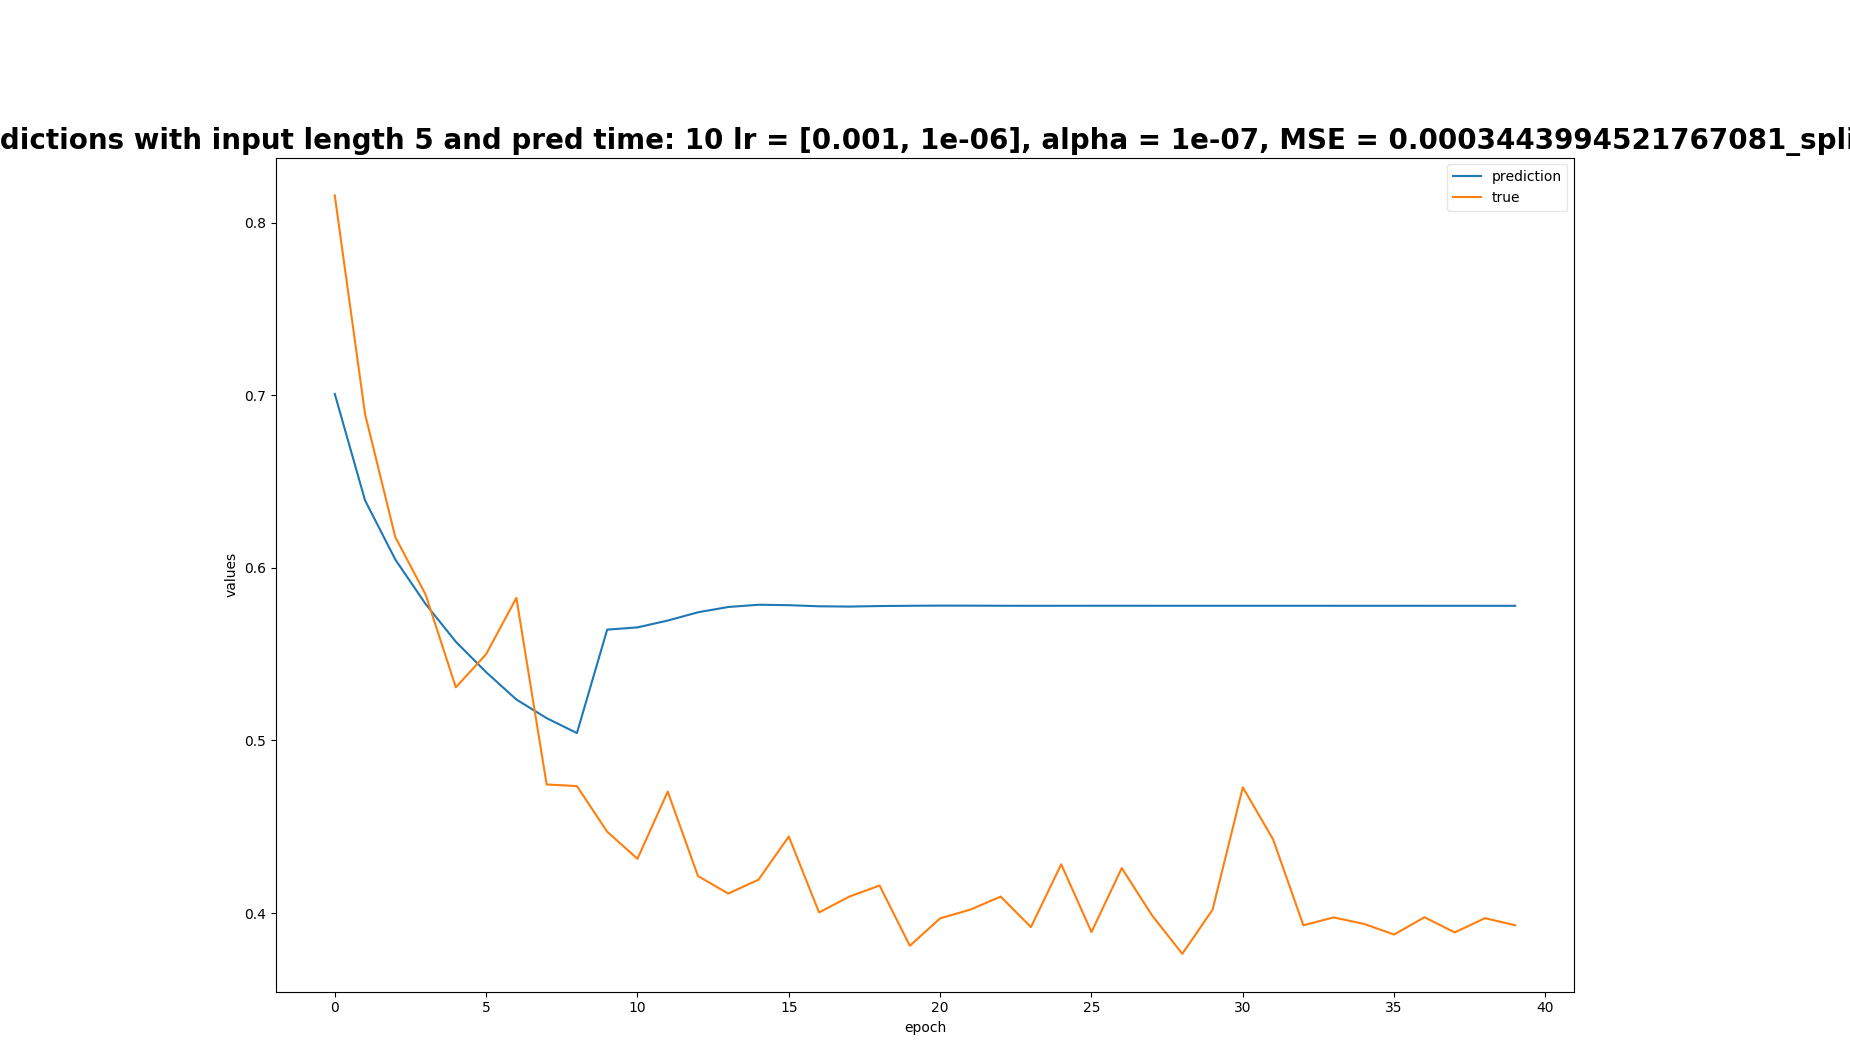 dictions with input length 5 and pred time: 10 lr = [0.001, 1e-06], alpha = 1e-07, MSE = 0.0003443994521767081_spli
prediction
true
values
0.8
0.7
0.6
0.5
0.4
0 5 10 15 20 25 30 35 40
epoch